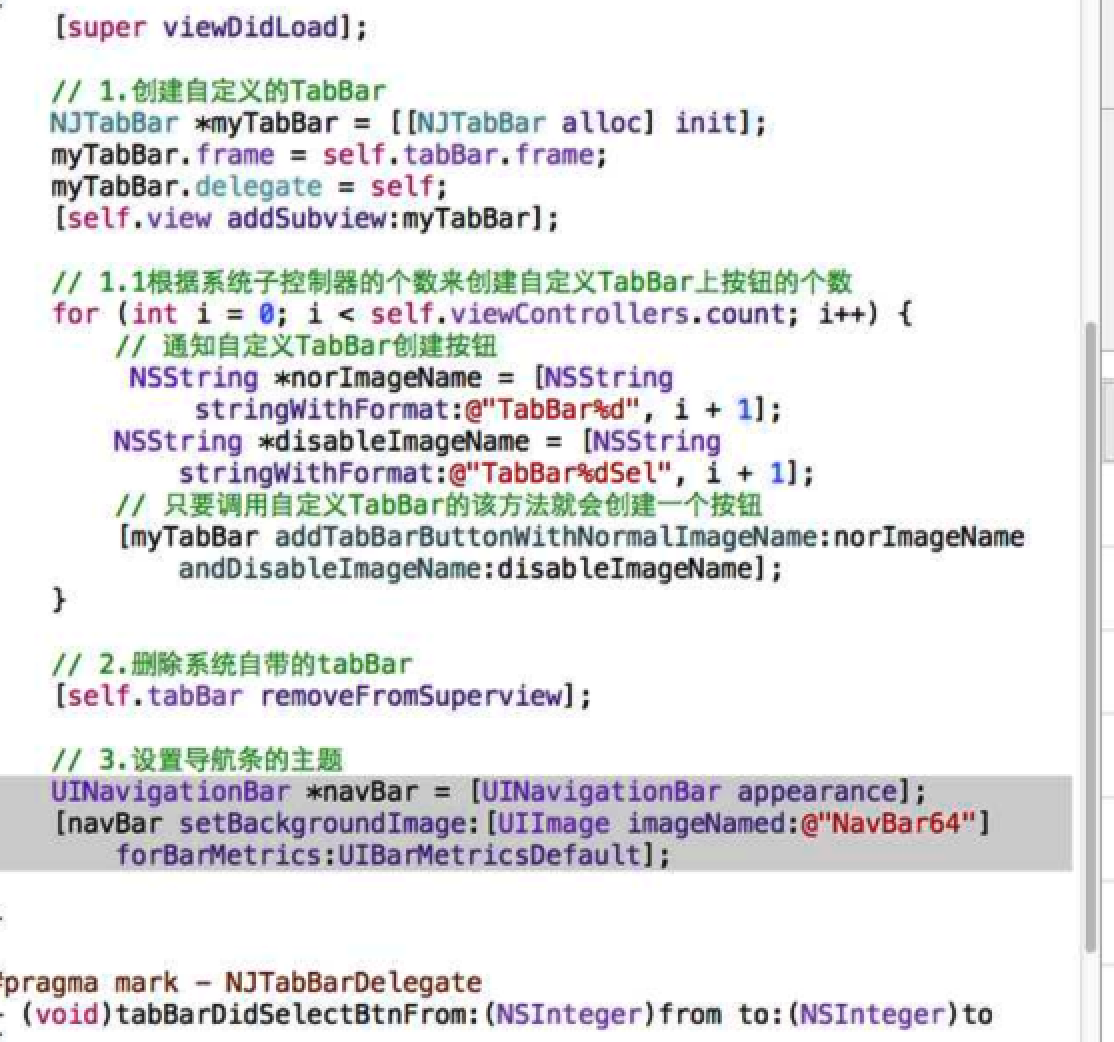 [super viewDidLoad];
// 1.创建自定义的TabBar
NJTabBar *myTabBar = [[NJTabBar alloc] init];
myTabBar.frame = self.tabBar.frame;
myTabBar.delegate = self;
[self.view addSubview:myTabBar];
// 1.1根据系统子控制器的个数来创建自定义TabBar上按钮的个数
for (int i = 0; i < self.viewControllers.count; i++) {
// 通知自定义TabBar创建按钮
NSString *norImageName = [NSString
stringWithFormat:@"TabBar%d", i + 1];
NSString *disableImageName = [NSString
stringWithFormat:@"TabBar%dSel", i + 1];
// 只要调用自定义TabBar的该方法就会创建一个按钮
[myTabBar addTabBarButtonWithNormalImageName:norImageName
andDisableImageName:disableImageName];
}
// 2.删除系统自带的tabBar
[self.tabBar removeFromSuperview];
// 3.设置导航条的主题
UINavigationBar *navBar = [UINavigationBar appearance];
[navBar setBackgroundImage:[UIImage imageNamed:@"NavBar64"]
forBarMetrics:UIBarMetricsDefault];
#pragma mark - NJTabBarDelegate
- (void)tabBarDidSelectBtnFrom:(NSInteger)from to:(NSInteger)to